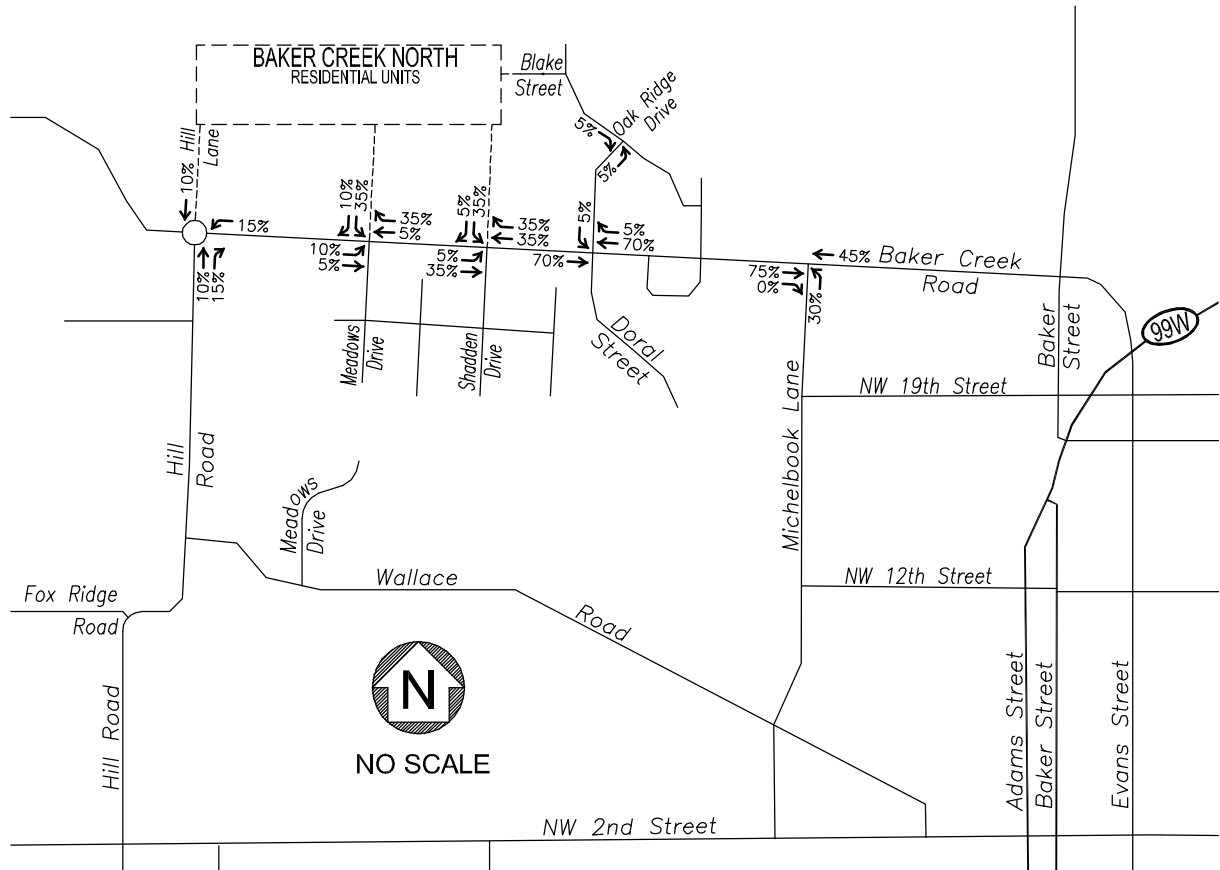 BAKER CREEK NORTH
RESIDENTIAL UNITS
Blake
Street
Oak Ridge
Drive
5%
5%
Hill
Lane
10%
15%
10%
15%
10%
35%
35%
5%
10%
5%
5%
35%
35%
35%
5%
35%
5%
5%
70%
70%
45%
75%
0%
30%
Baker Creek
Road
Baker
Street
99W
Meadows
Drive
Shadden
Drive
Doral
Street
NW 19th Street
Michelbook Lane
Hill
Road
Meadows
Drive
Wallace
Road
NW 12th Street
Fox Ridge
Road
Hill Road
N
NO SCALE
Adams Street
Baker Street
Evans Street
NW 2nd Street